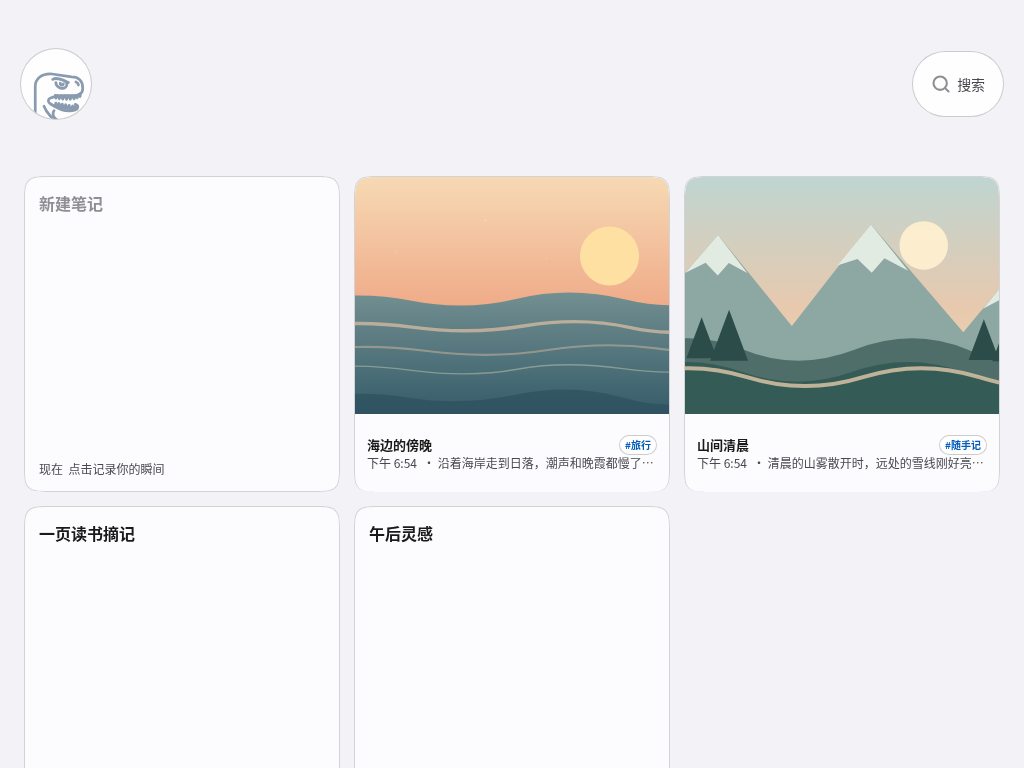 搜索
新建笔记
现在 点击记录你的瞬间
海边的傍晚
#旅行
下午 6:54 · 沿着海岸走到日落，潮声和晚霞都慢了…
山间清晨
#随手记
下午 6:54 · 清晨的山雾散开时，远处的雪线刚好亮…
一页读书摘记
午后灵感